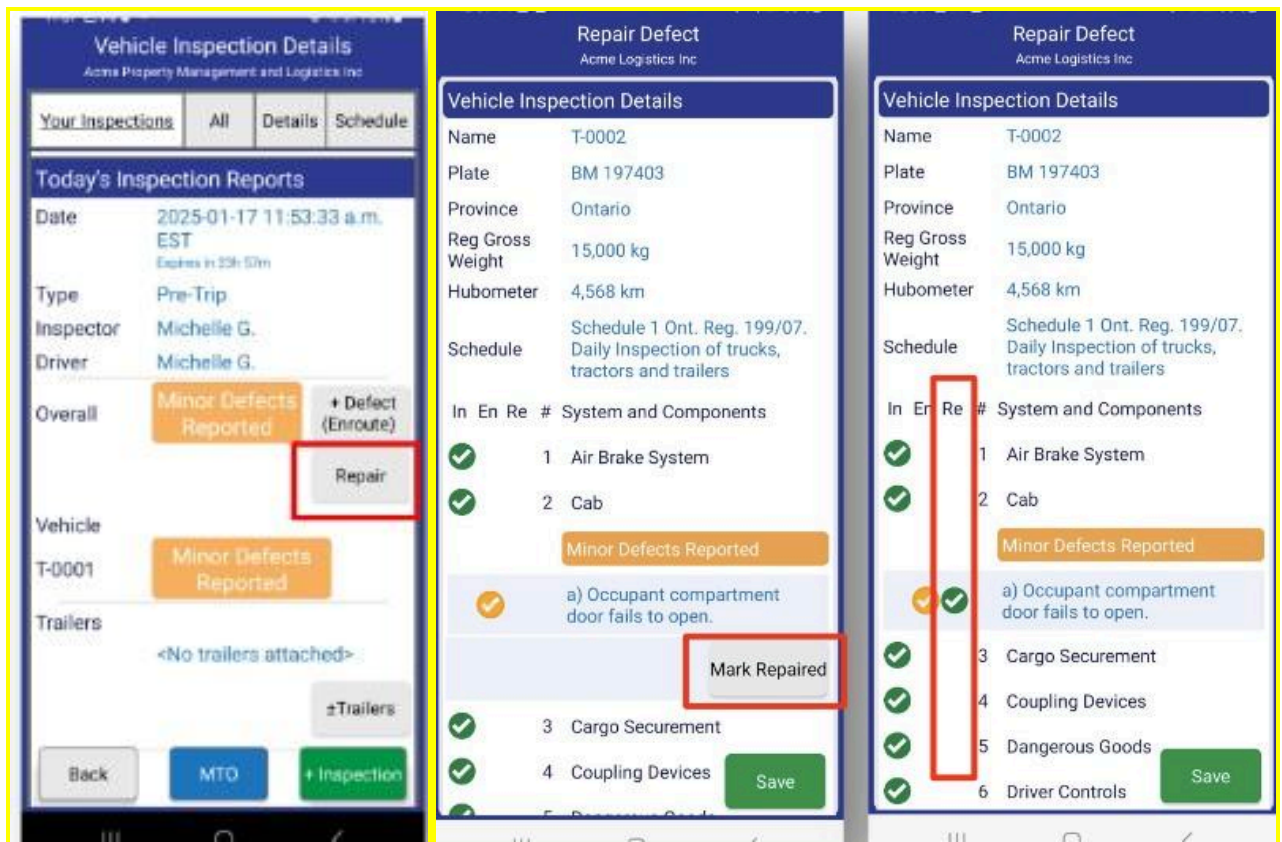 Vehicle Inspection Details
Acme Property Management and Logistics Inc
Your Inspections All Details Schedule
Today's Inspection Reports
Date 2025-01-17 11:53:33 a.m.
EST
Expires in 23h 57m
Type Pre-Trip
Inspector Michelle G.
Driver Michelle G.
Overall Minor Defects Reported + Defect (Enroute)
Repair
Vehicle
T-0001 Minor Defects Reported
Trailers
<No trailers attached>
±Trailers
Back MTO + Inspection
Repair Defect
Acme Logistics Inc
Vehicle Inspection Details
Name T-0002
Plate BM 197403
Province Ontario
Reg Gross Weight 15,000 kg
Hubometer 4,568 km
Schedule Schedule 1 Ont. Reg. 199/07.
Daily Inspection of trucks,
tractors and trailers
In En Re # System and Components
1 Air Brake System
2 Cab
Minor Defects Reported
a) Occupant compartment
door fails to open.
Mark Repaired
3 Cargo Securement
4 Coupling Devices
Save
Repair Defect
Acme Logistics Inc
Vehicle Inspection Details
Name T-0002
Plate BM 197403
Province Ontario
Reg Gross Weight 15,000 kg
Hubometer 4,568 km
Schedule Schedule 1 Ont. Reg. 199/07.
Daily Inspection of trucks,
tractors and trailers
In En Re # System and Components
1 Air Brake System
2 Cab
Minor Defects Reported
a) Occupant compartment
door fails to open.
3 Cargo Securement
4 Coupling Devices
5 Dangerous Goods
6 Driver Controls
Save